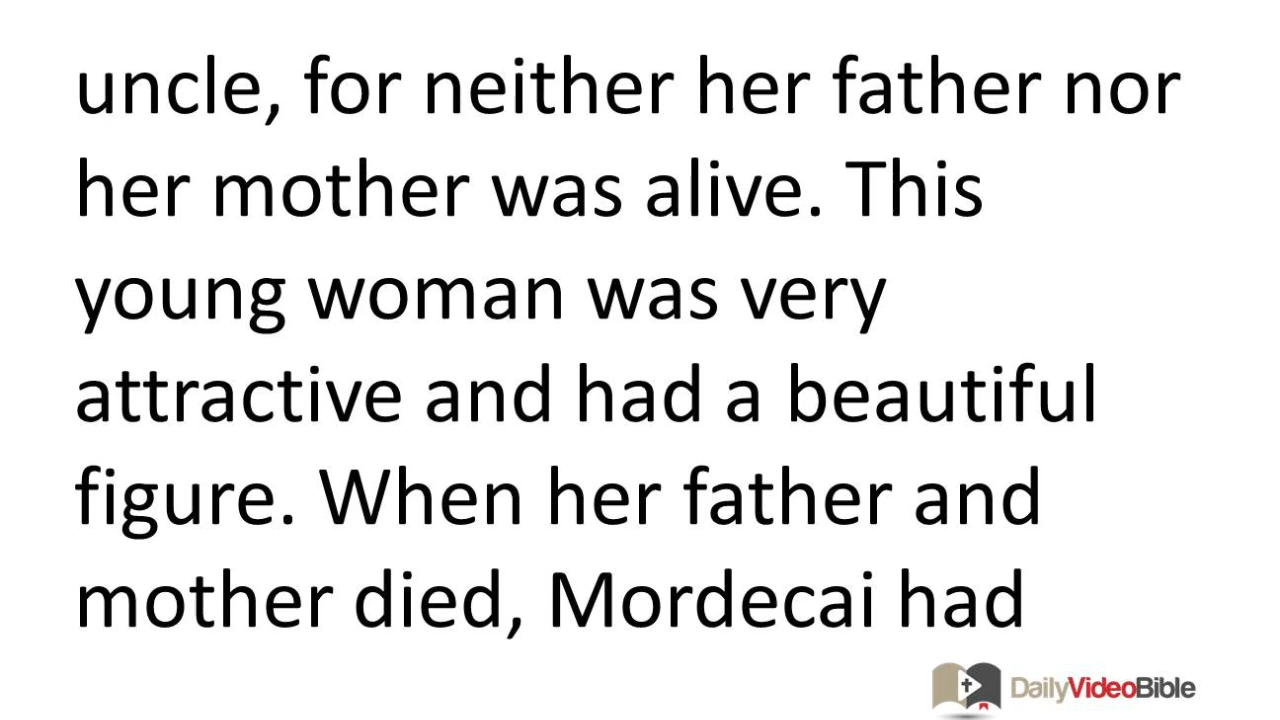 uncle, for neither her father nor
her mother was alive. This
young woman was very
attractive and had a beautiful
figure. When her father and
mother died, Mordecai had
DailyVideoBible